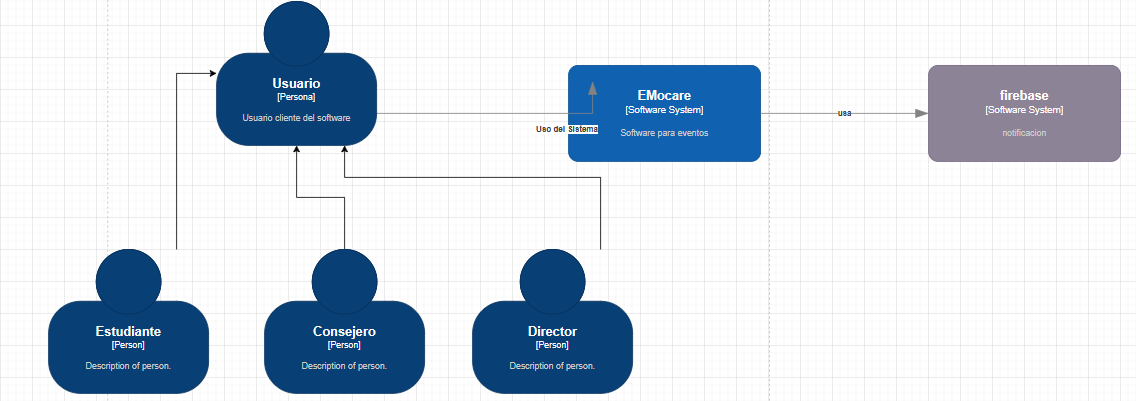 Usuario
[Persona]
Usuario cliente del software
Uso del Sistema
EMocare
[Software System]
Software para eventos
usa
firebase
[Software System]
notificacion
Estudiante
[Person]
Description of person.
Consejero
[Person]
Description of person.
Director
[Person]
Description of person.